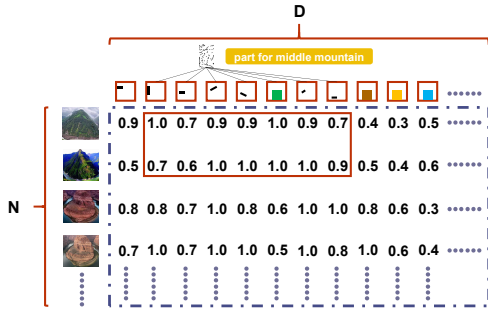 D
part for middle mountain
0.9 1.0 0.7 0.9 0.9 1.0 0.9 0.7 0.4 0.3 0.5
0.5 0.7 0.6 1.0 1.0 1.0 1.0 0.9 0.5 0.4 0.6
N
0.8 0.8 0.7 1.0 0.8 0.6 1.0 1.0 0.8 0.6 0.3
0.7 1.0 0.7 1.0 1.0 0.5 1.0 0.8 1.0 0.6 0.4